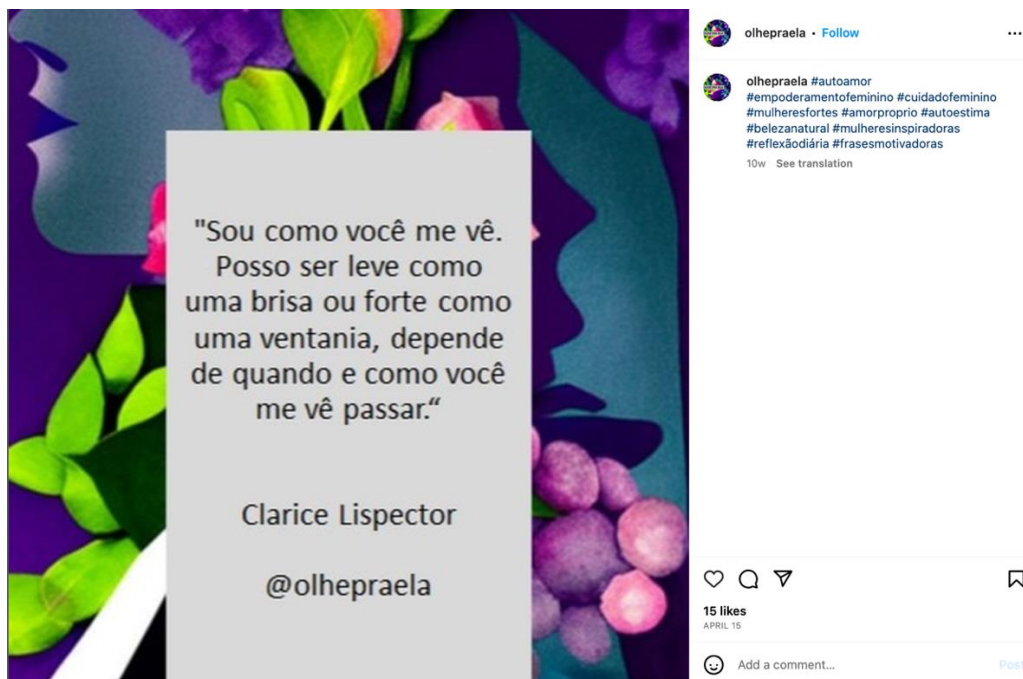 "Sou como você me vê.
Posso ser leve como
uma brisa ou forte como
uma ventania, depende
de quando e como você
me vê passar.“
Clarice Lispector
@olhepraela
olhepraela • Follow
olhepraela #autoamor
#empoderamentofeminino #cuidadofeminino
#mulheresfortes #amorproprio #autoestima
#belezanatural #mulheresinspiradoras
#reflexãodiária #frasesmotivadoras
10w See translation
15 likes
APRIL 15
Add a comment...
Post